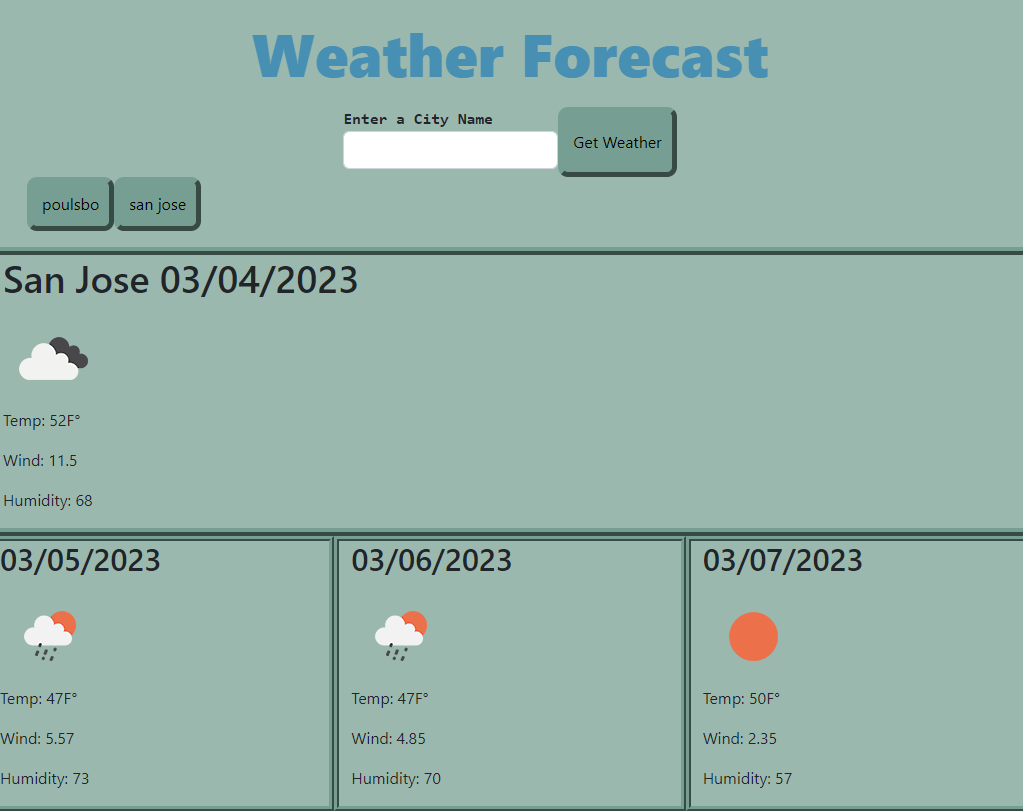 Weather Forecast
Enter a City Name
Get Weather
poulsbo
san jose
San Jose 03/04/2023
Temp: 52F°
Wind: 11.5
Humidity: 68
03/05/2023
Temp: 47F°
Wind: 5.57
Humidity: 73
03/06/2023
Temp: 47F°
Wind: 4.85
Humidity: 70
03/07/2023
Temp: 50F°
Wind: 2.35
Humidity: 57